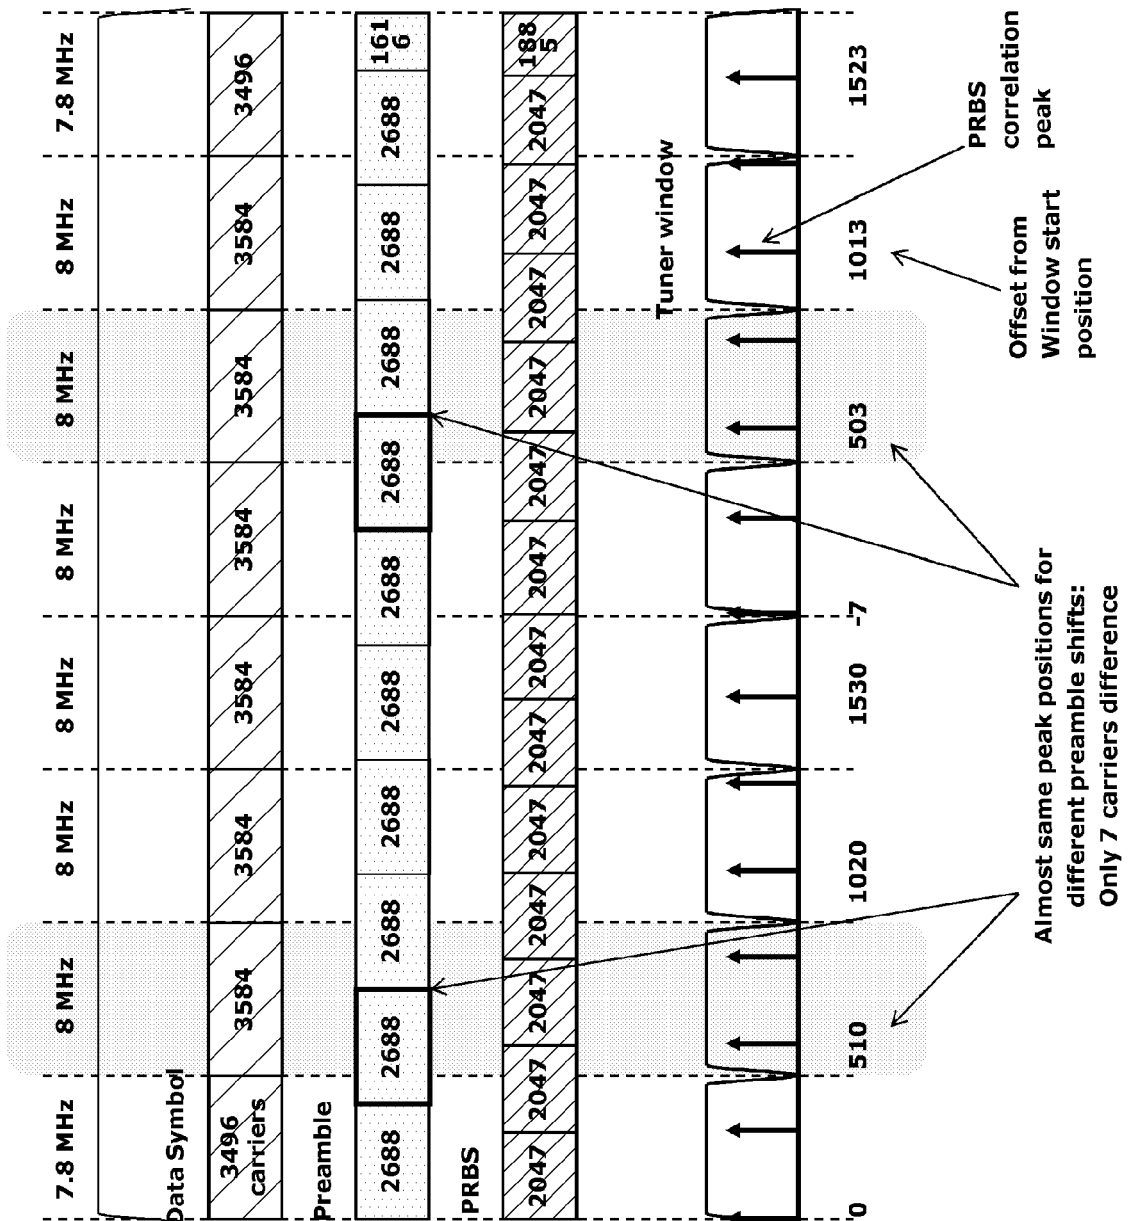 7.8 MHz 8 MHz 8 MHz 8 MHz 8 MHz 8 MHz 8 MHz 7.8 MHz
Data Symbol
3496 3584 3584 3584 3584 3584 3584 3496
carriers
Preamble
2688 2688 2688 2688 2688 2688 2688 2688 2688 2688 161
6
PRBS
2047 2047 2047 2047 2047 2047 2047 2047 2047 2047 2047 2047 2047 188
5
Tuner window
0 510 1020 1530 -7 503 1013 1523
PRBS
correlation
peak
Offset from
Window start
position
Almost same peak positions for
different preamble shifts:
Only 7 carriers difference